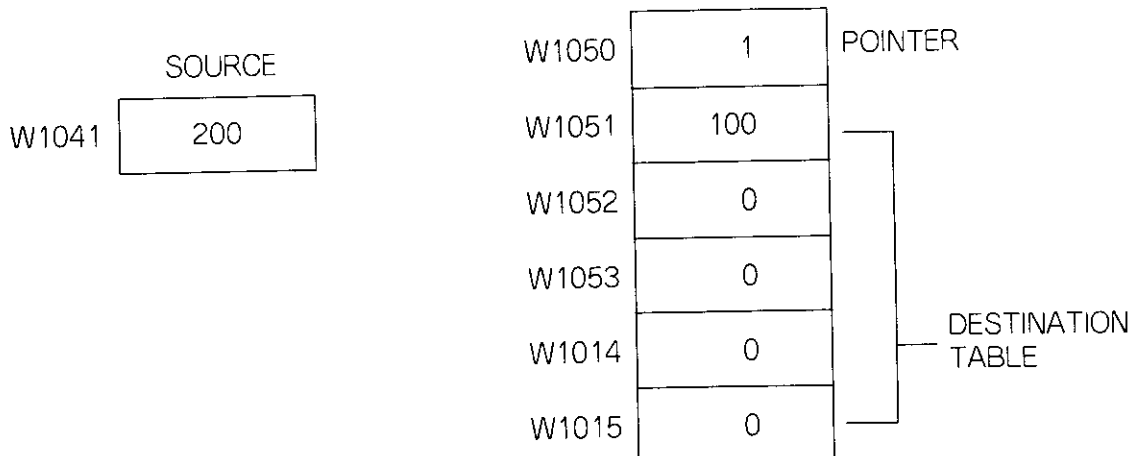 SOURCE
W1041 200
W1050 1 POINTER
W1051 100
W1052 0
W1053 0
W1014 0
W1015 0
DESTINATION
TABLE